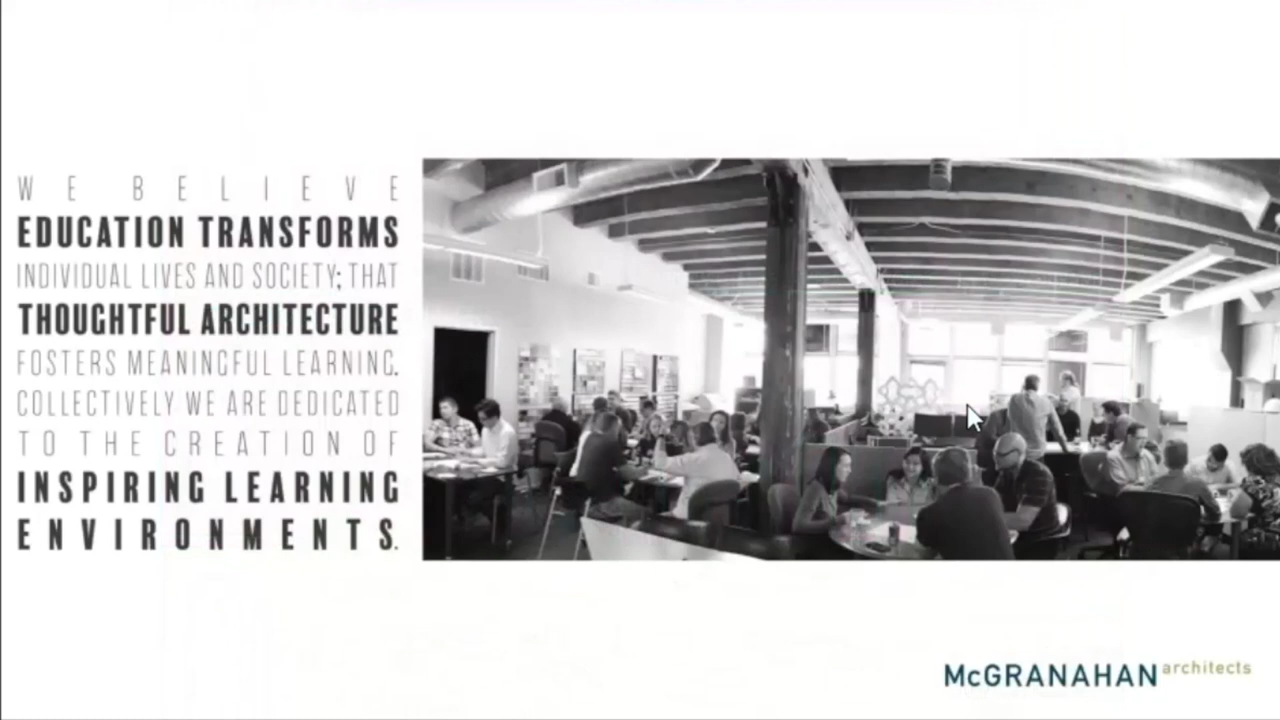 WE BELIEVE
EDUCATION TRANSFORMS
INDIVIDUAL LIVES AND SOCIETY; THAT
THOUGHTFUL ARCHITECTURE
FOSTERS MEANINGFUL LEARNING.
COLLECTIVELY WE ARE DEDICATED
TO THE CREATION OF
INSPIRING LEARNING
ENVIRONMENTS.
McGRANAHAN architects